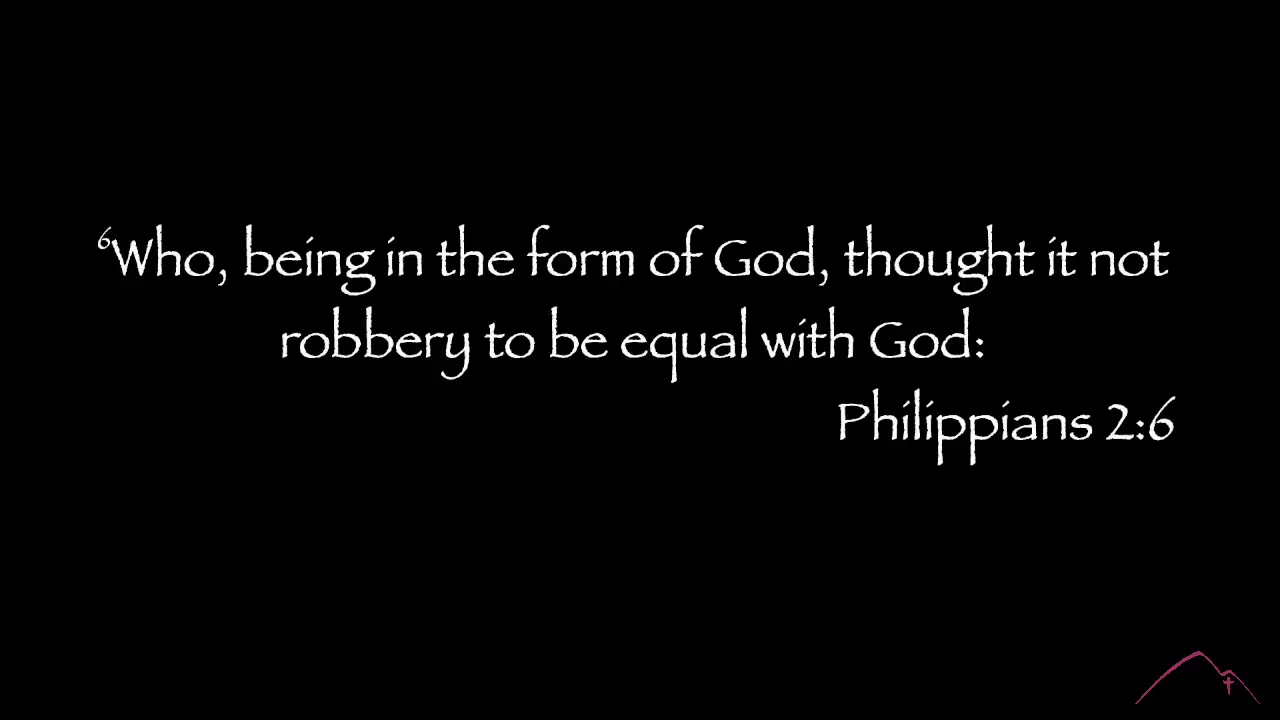 ⁶Who, being in the form of God, thought it not
robbery to be equal with God:
Philippians 2:6